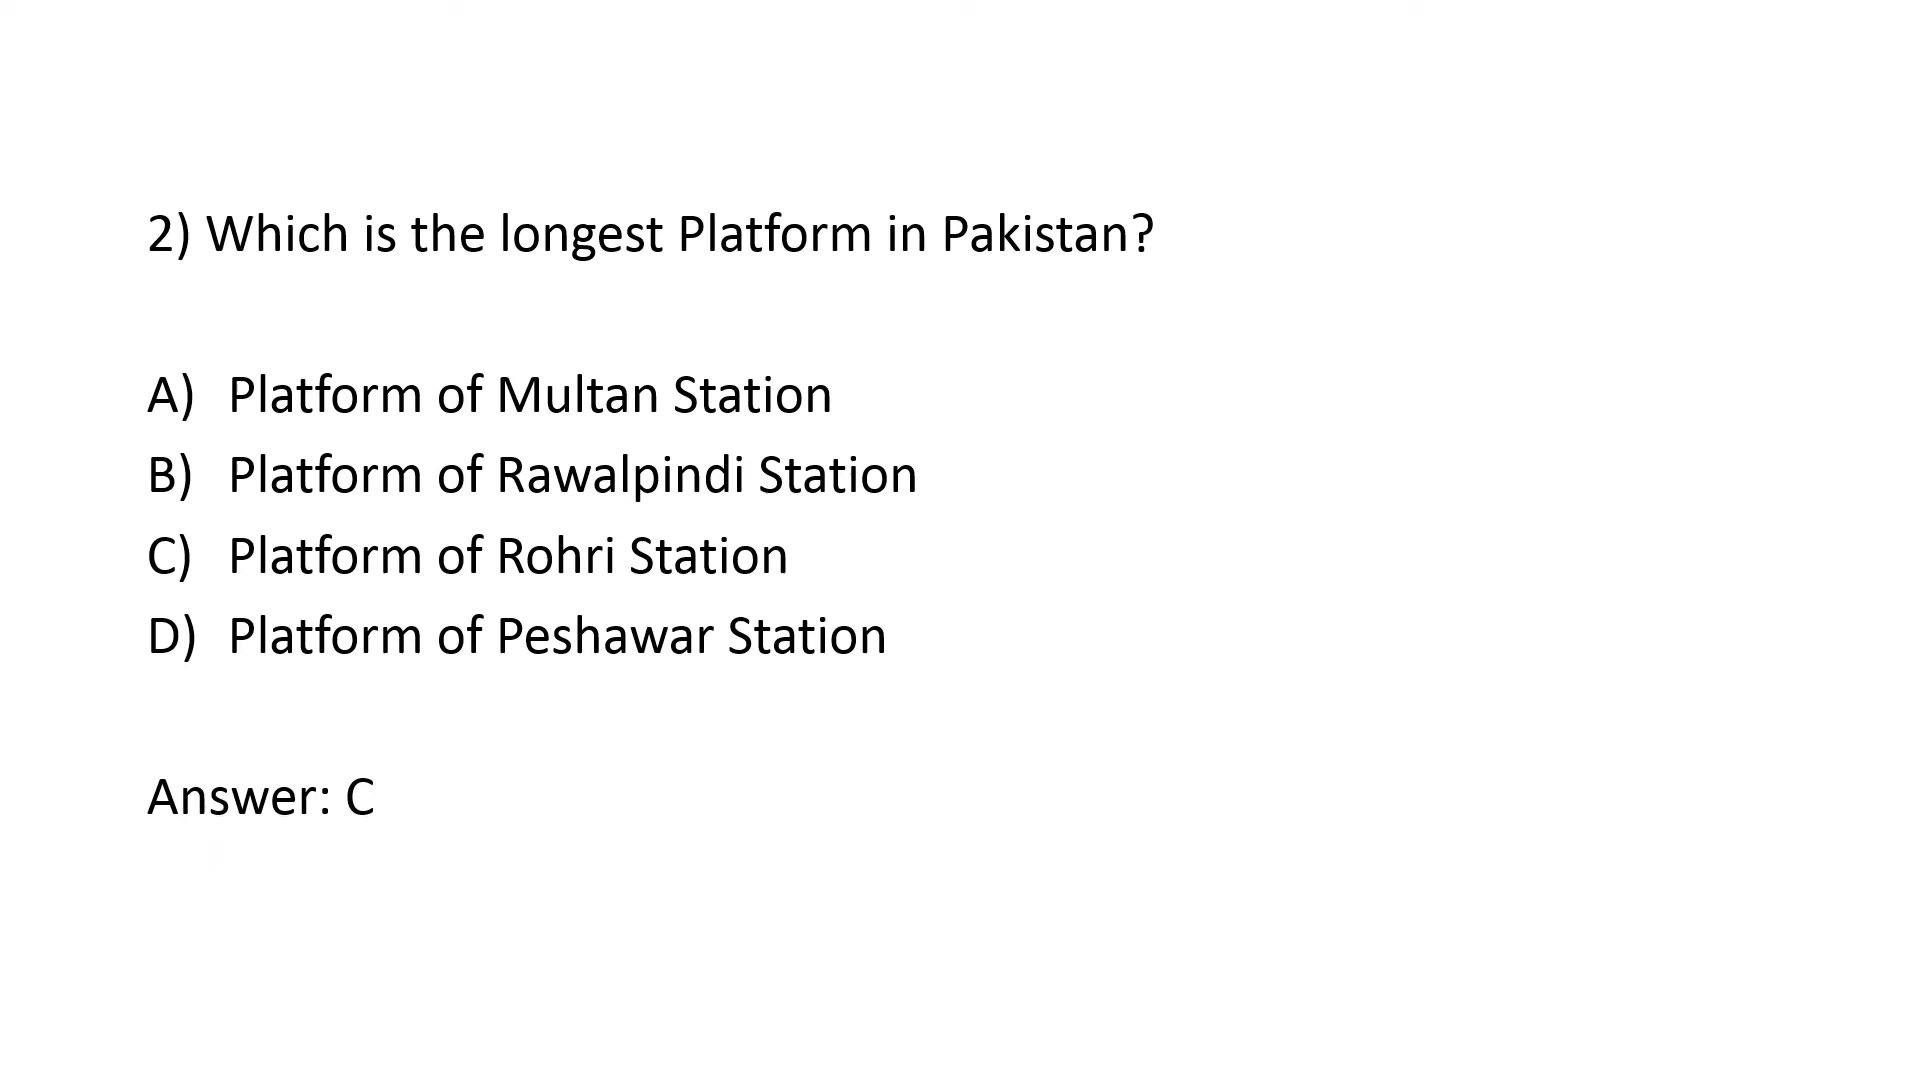 2) Which is the longest Platform in Pakistan?
A) Platform of Multan Station
B) Platform of Rawalpindi Station
C) Platform of Rohri Station
D) Platform of Peshawar Station
Answer: C